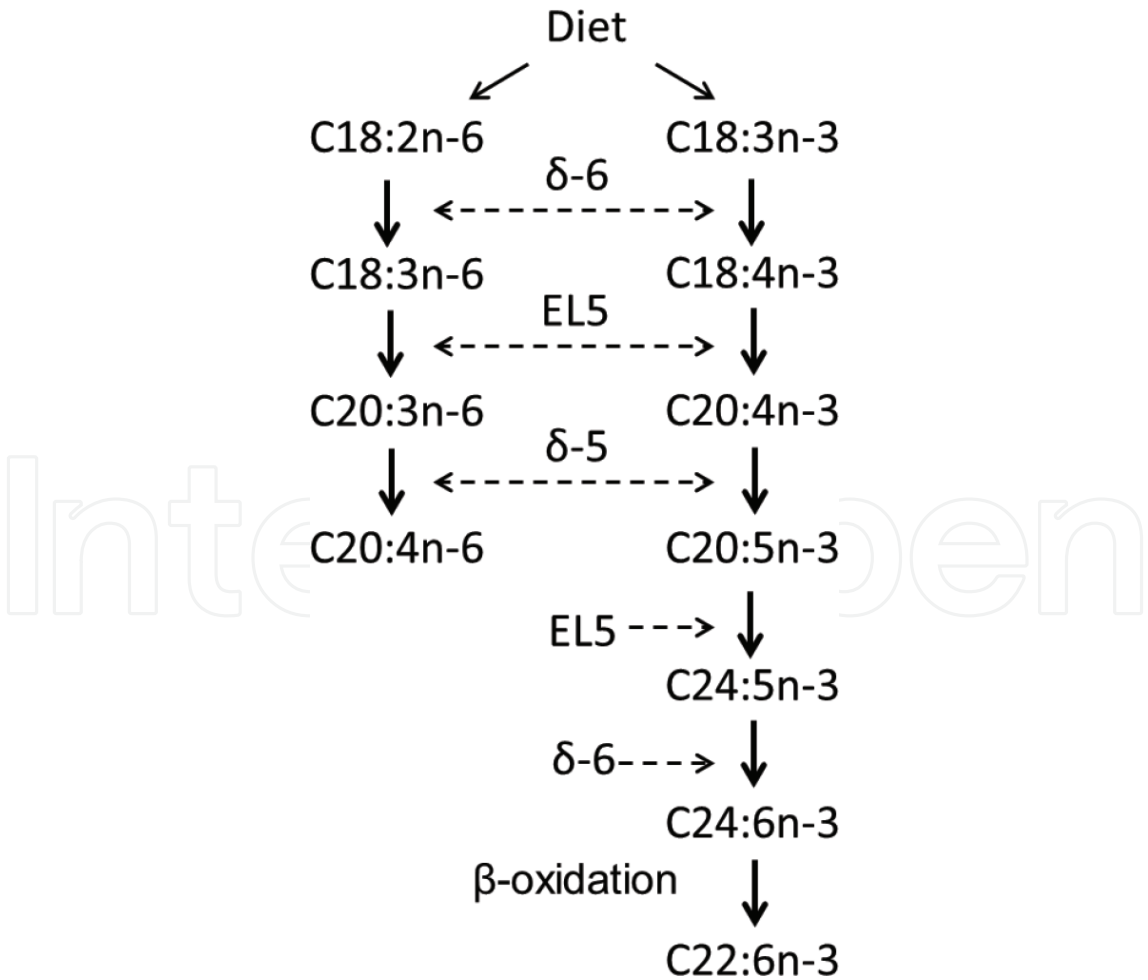 Diet
C18:2n-6 C18:3n-3
δ-6
C18:3n-6 C18:4n-3
EL5
C20:3n-6 C20:4n-3
δ-5
C20:4n-6 C20:5n-3
EL5
C24:5n-3
δ-6
C24:6n-3
β-oxidation
C22:6n-3